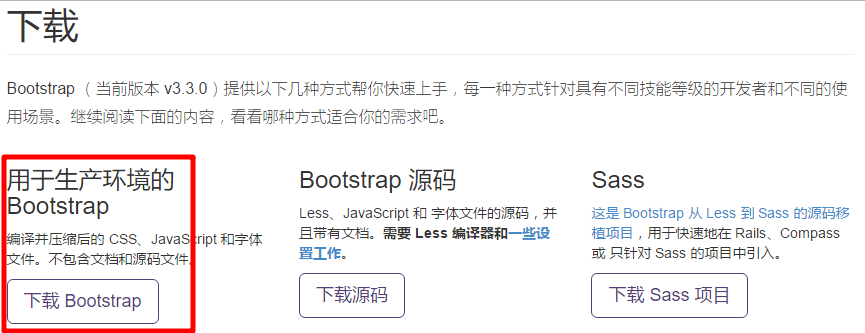 下载
Bootstrap （当前版本 v3.3.0）提供以下几种方式帮你快速上手，每一种方式针对具有不同技能等级的开发者和不同的使
用场景。继续阅读下面的内容，看看哪种方式适合你的需求吧。
用于生产环境的
Bootstrap
编译并压缩后的 CSS、JavaScript 和字体
文件。不包含文档和源码文件。
下载 Bootstrap
Bootstrap 源码
Less、JavaScript 和 字体文件的源码，并
且带有文档。需要 Less 编译器和一些设
置工作。
下载源码
Sass
这是 Bootstrap 从 Less 到 Sass 的源码移
植项目，用于快速地在 Rails、Compass
或 只针对 Sass 的项目中引入。
下载 Sass 项目